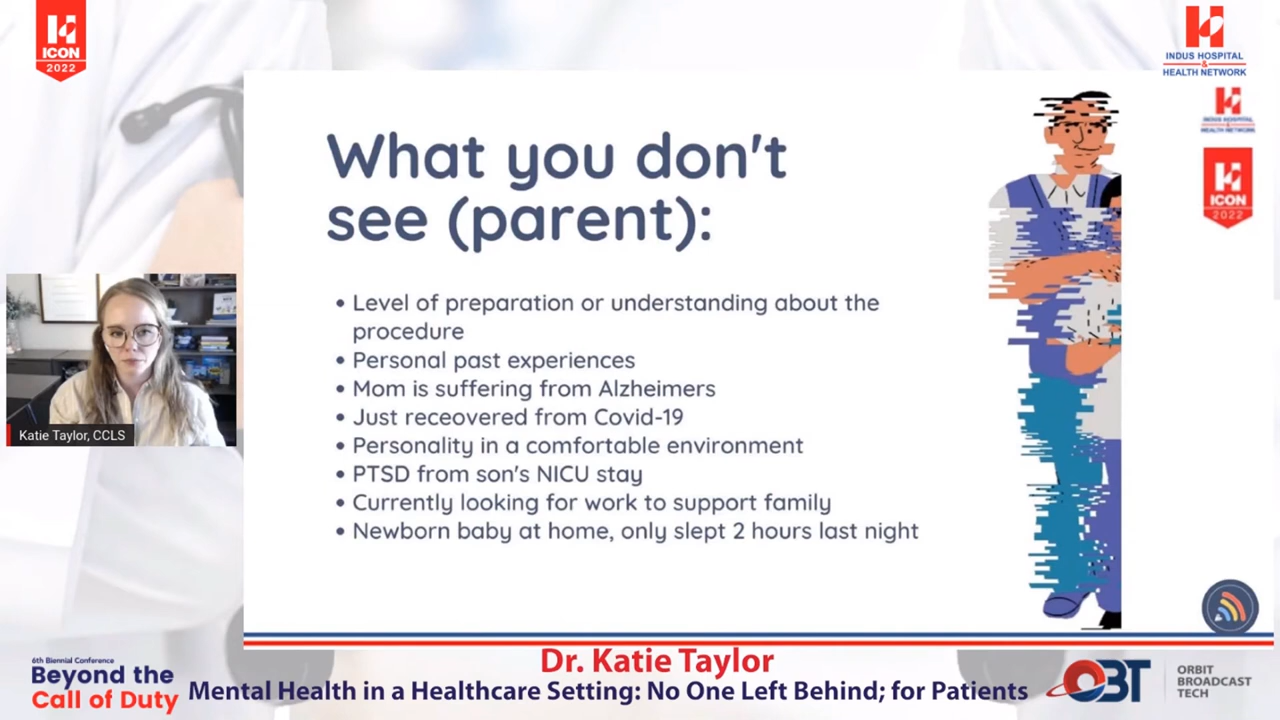 ICON
2022
INDUS HOSPITAL
&
HEALTH NETWORK
INDUS HOSPITAL
HEALTH NETWORK
ICON
2022
What you don't
see (parent):
• Level of preparation or understanding about the
procedure
• Personal past experiences
• Mom is suffering from Alzheimers
• Just receovered from Covid-19
• Personality in a comfortable environment
• PTSD from son's NICU stay
• Currently looking for work to support family
• Newborn baby at home, only slept 2 hours last night
Katie Taylor, CCLS
Dr. Katie Taylor
6th Biennial Conference
Beyond the
Call of Duty
Mental Health in a Healthcare Setting: No One Left Behind; for Patients
OBT
ORBIT
BROADCAST
TECH